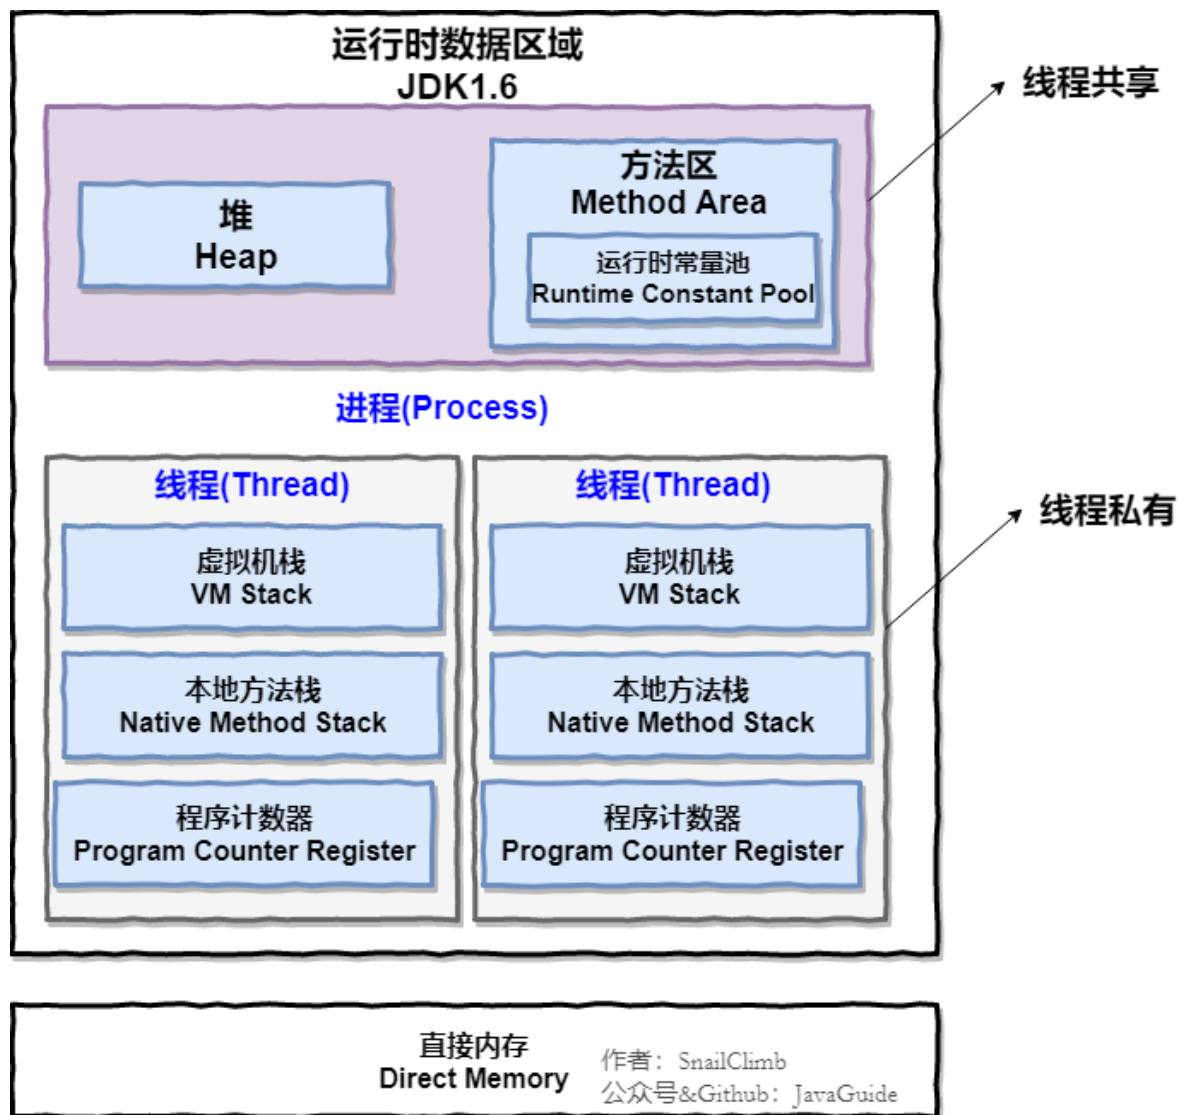 运行时数据区域
JDK1.6
线程共享
堆
Heap
方法区
Method Area
运行时常量池
Runtime Constant Pool
进程(Process)
线程(Thread)
虚拟机栈
VM Stack
本地方法栈
Native Method Stack
程序计数器
Program Counter Register
线程(Thread)
虚拟机栈
VM Stack
本地方法栈
Native Method Stack
程序计数器
Program Counter Register
线程私有
直接内存
Direct Memory
作者：SnailClimb
公众号&Github：JavaGuide